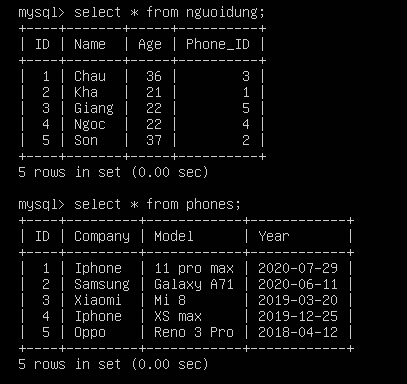 mysql> select * from nguoidung;
+----+-------+-----+----------+
| ID | Name  | Age | Phone_ID |
+----+-------+-----+----------+
|  1 | Chau  |  36 |        3 |
|  2 | Kha   |  21 |        1 |
|  3 | Giang |  22 |        5 |
|  4 | Ngoc  |  22 |        4 |
|  5 | Son   |  37 |        2 |
+----+-------+-----+----------+
5 rows in set (0.00 sec)
mysql> select * from phones;
+----+---------+------------+------------+
| ID | Company | Model      | Year       |
+----+---------+------------+------------+
|  1 | Iphone  | 11 pro max | 2020-07-29 |
|  2 | Samsung | Galaxy A71 | 2020-06-11 |
|  3 | Xiaomi  | Mi 8       | 2019-03-20 |
|  4 | Iphone  | XS max     | 2019-12-25 |
|  5 | Oppo    | Reno 3 Pro | 2018-04-12 |
+----+---------+------------+------------+
5 rows in set (0.00 sec)